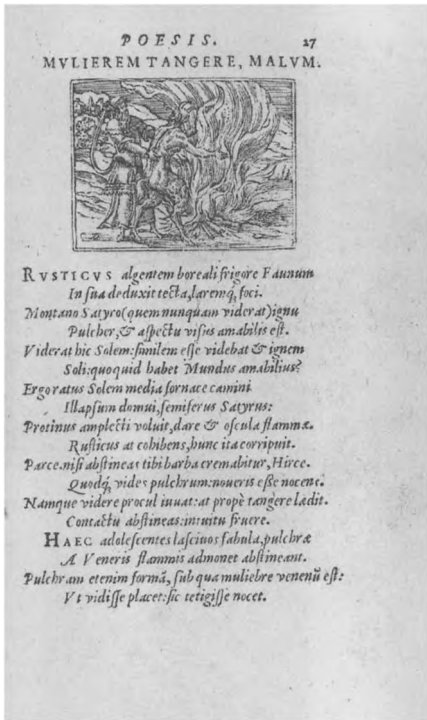 POESIS. 27
MVLIEREM TANGERE, MALVM.
RVSTICVS algentem boreali frigore Faunum
In sua deduxit tecta, laremq́, foci.
Montano Satyro (quem nunquam viderat) ignis
Pulcher, & aspectu visus amabilis est.
Viderat hic Solem: similem esse videbat & ignem
Soli: quoquid habet Mundus amabilius?
Ergo ratus Solem media fornace camini
Illapsum domui, semiferus Satyrus:
Protinus amplecti voluit, dare & oscula flammæ.
Rusticus at cohibens, hunc ita corripuit.
Parce. nisi abstineas tibi barba cremabitur, Hirce.
Quodq́, vides pulchrum: noueris esse nocens.
Namque videre procul iuuat: at propè tangere lædit.
Contactu abstineas: intuitu fruere.
HAEC adolescentes lasciuos fabula, pulchræ
A Veneris flammis admonet abstineant.
Pulchram etenim formā, sub qua muliebre venenū est:
Vt vidisse placet: sic tetigisse nocet.